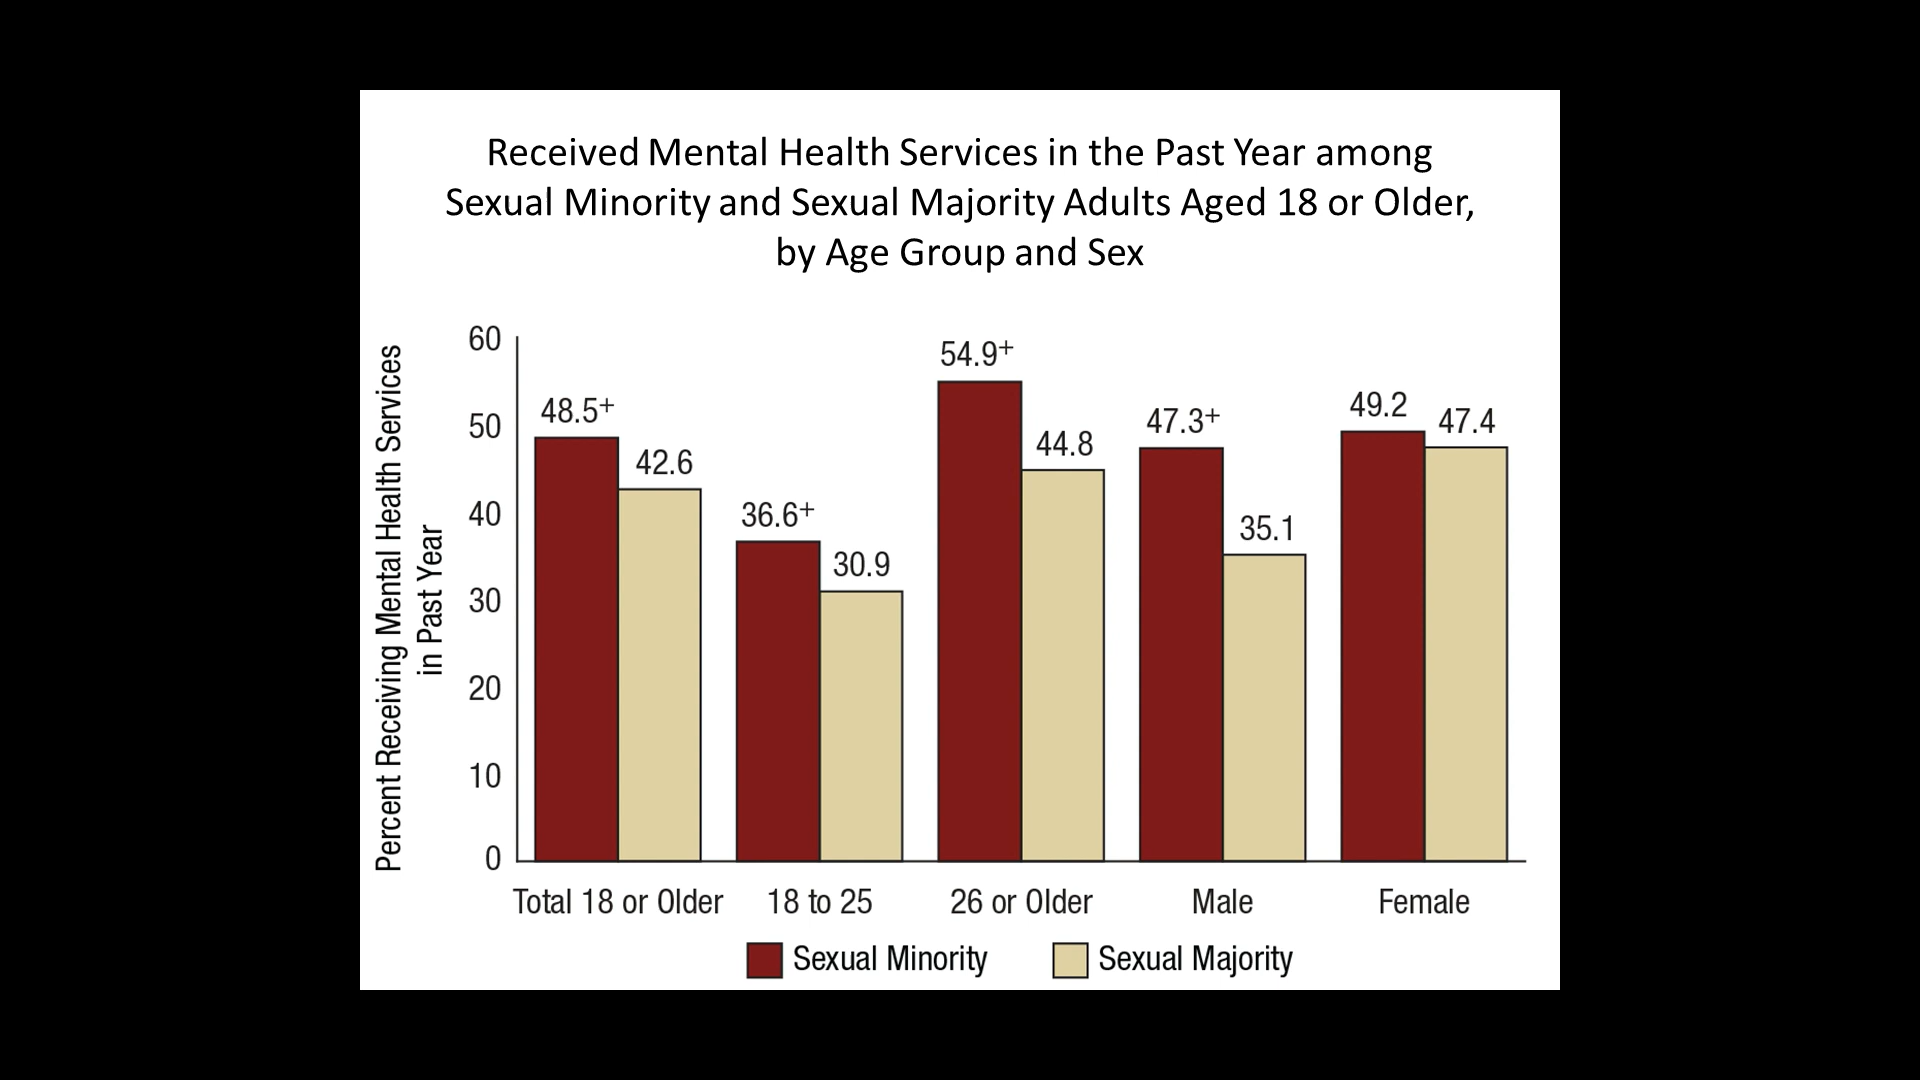 Received Mental Health Services in the Past Year among
Sexual Minority and Sexual Majority Adults Aged 18 or Older,
by Age Group and Sex
Percent Receiving Mental Health Services
in Past Year
60
50
40
30
20
10
0
48.5+
42.6
36.6+
30.9
54.9+
44.8
47.3+
35.1
49.2
47.4
Total 18 or Older
18 to 25
26 or Older
Male
Female
Sexual Minority
Sexual Majority